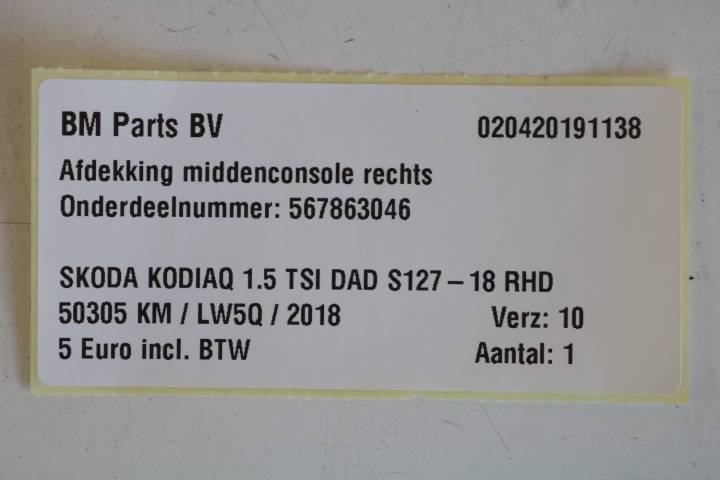 BM Parts BV 020420191138
Afdekking middenconsole rechts
Onderdeelnummer: 567863046
SKODA KODIAQ 1.5 TSI DAD S127 – 18 RHD
50305 KM / LW5Q / 2018 Verz: 10
5 Euro incl. BTW Aantal: 1